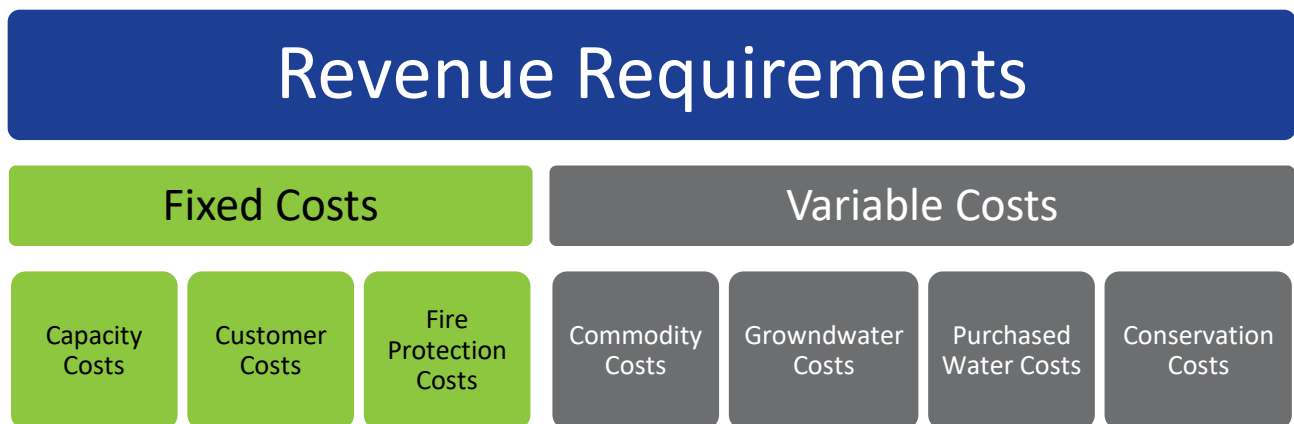 Revenue Requirements
Fixed Costs
Variable Costs
Capacity
Costs
Customer
Costs
Fire
Protection
Costs
Commodity
Costs
Growndwater
Costs
Purchased
Water Costs
Conservation
Costs